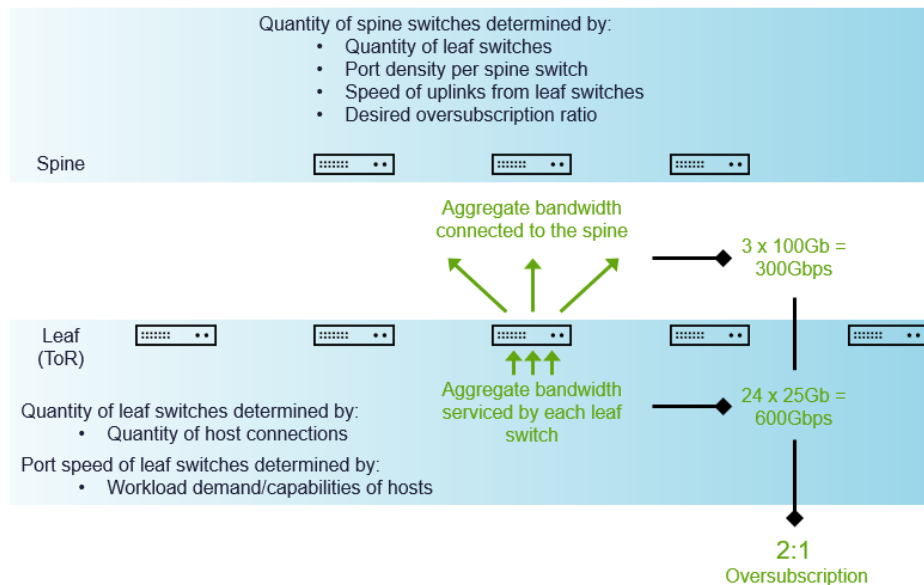 Quantity of spine switches determined by:
• Quantity of leaf switches
• Port density per spine switch
• Speed of uplinks from leaf switches
• Desired oversubscription ratio
Spine
Aggregate bandwidth
connected to the spine
3 x 100Gb =
300Gbps
Leaf
(ToR)
Aggregate bandwidth
serviced by each leaf
switch
24 x 25Gb =
600Gbps
Quantity of leaf switches determined by:
• Quantity of host connections
Port speed of leaf switches determined by:
• Workload demand/capabilities of hosts
2:1
Oversubscription